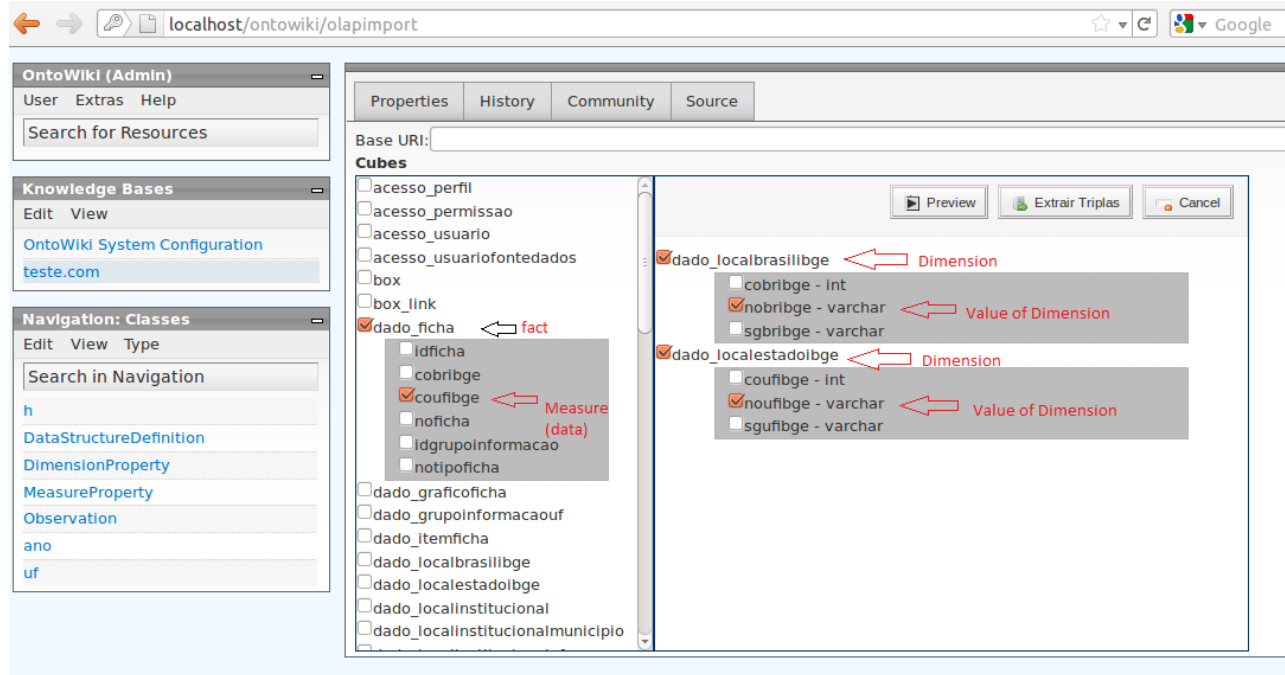 localhost/ontowiki/olapimport
Google
OntoWiki (Admin)
User Extras Help
Search for Resources
Knowledge Bases
Edit View
OntoWiki System Configuration
teste.com
Navigation: Classes
Edit View Type
Search in Navigation
h
DataStructureDefinition
DimensionProperty
MeasureProperty
Observation
ano
uf
Properties History Community Source
Base URI:
Cubes
acesso_perfil
acesso_permissao
acesso_usuario
acesso_usuariofontedados
box
box_link
dado_ficha fact
idficha
cobribge
coufibge Measure
(data)
noficha
idgrupoinformacao
notipoficha
dado_graficoficha
dado_grupoinformacaouf
dado_itemficha
dado_localbrasilibge
dado_localestadoibge
dado_localinstitucional
dado_localinstitucionalmunicipio
Preview Extrair Triplas Cancel
dado_localbrasilibge Dimension
cobribge - int
nobribge - varchar Value of Dimension
sgbribge - varchar
dado_localestadoibge Dimension
coufibge - int
noufibge - varchar Value of Dimension
sgufibge - varchar